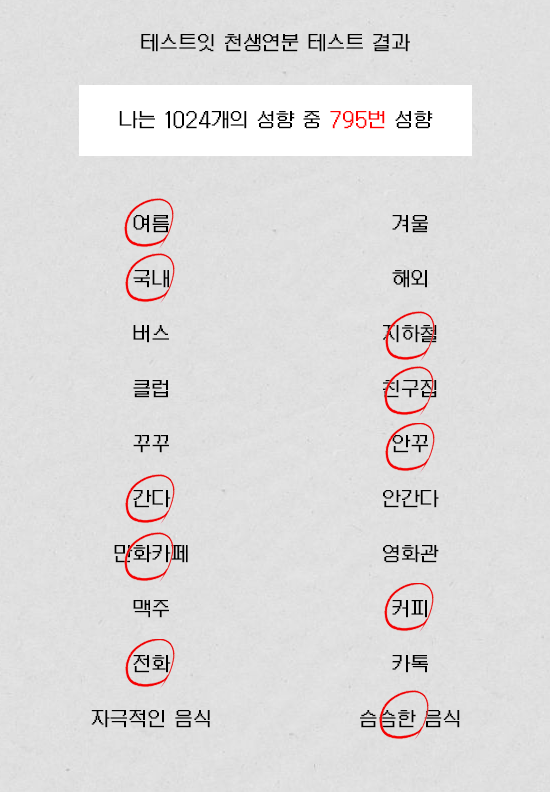 테스트잇 천생연분 테스트 결과
나는 1024개의 성향 중 795번 성향
여름 겨울
국내 해외
버스 지하철
클럽 친구집
꾸꾸 안꾸
간다 안간다
만화카페 영화관
맥주 커피
전화 카톡
자극적인 음식 슴슴한 음식